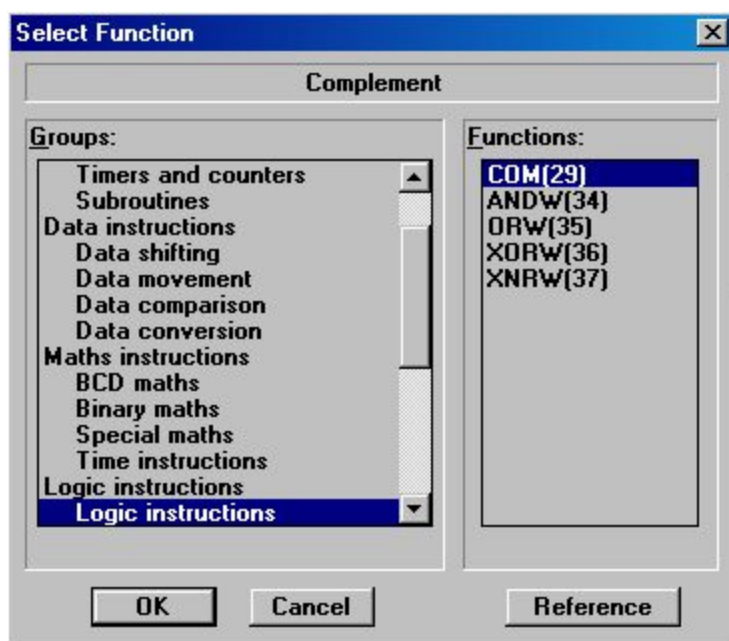 Select Function
Complement
Groups:
Timers and counters
Subroutines
Data instructions
Data shifting
Data movement
Data comparison
Data conversion
Maths instructions
BCD maths
Binary maths
Special maths
Time instructions
Logic instructions
Logic instructions
Functions:
COM(29)
ANDW(34)
ORW(35)
XORW(36)
XNRW(37)
OK
Cancel
Reference